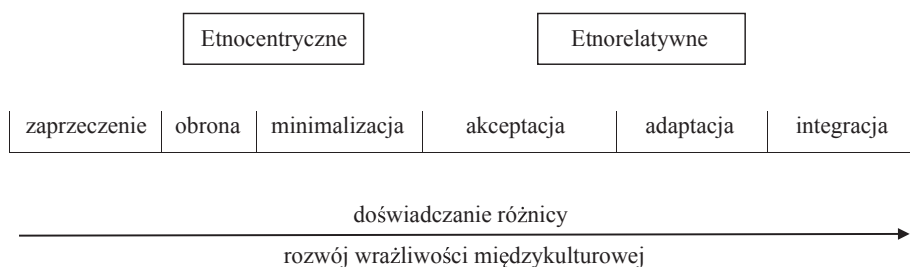 Etnocentryczne Etnorelatywne
zaprzeczenie obrona minimalizacja akceptacja adaptacja integracja
doświadczanie różnicy
rozwój wrażliwości międzykulturowej